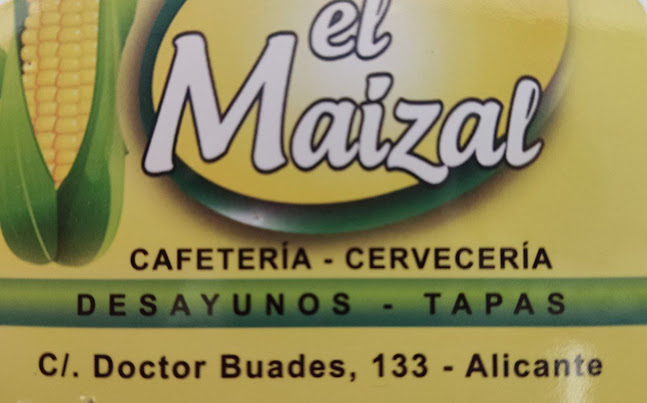 el
Maizal
CAFETERÍA - CERVECERÍA
DESAYUNOS - TAPAS
C/. Doctor Buades, 133 - Alicante